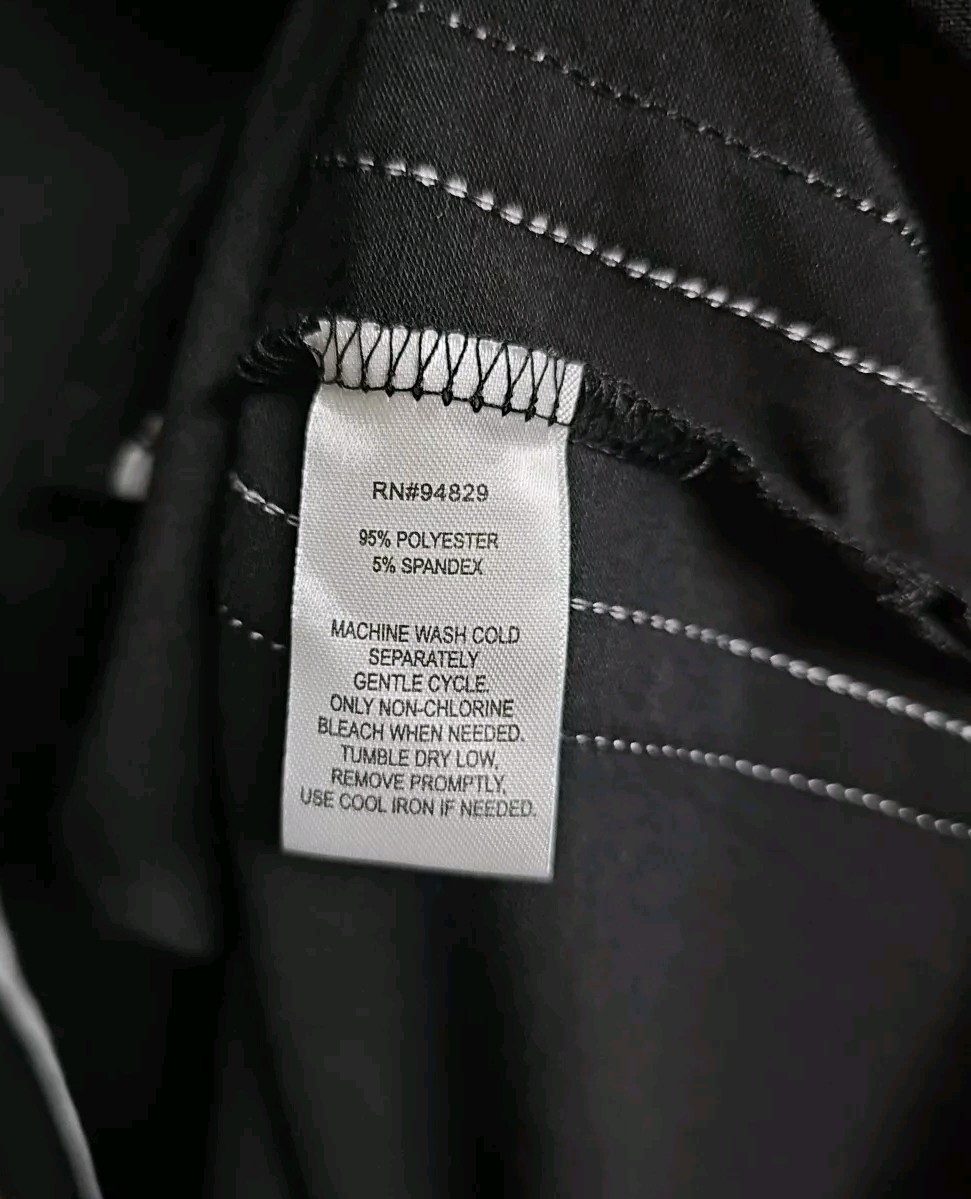 RN#94829
95% POLYESTER
5% SPANDEX
MACHINE WASH COLD
SEPARATELY
GENTLE CYCLE.
ONLY NON-CHLORINE
BLEACH WHEN NEEDED.
TUMBLE DRY LOW,
REMOVE PROMPTLY,
USE COOL IRON IF NEEDED.